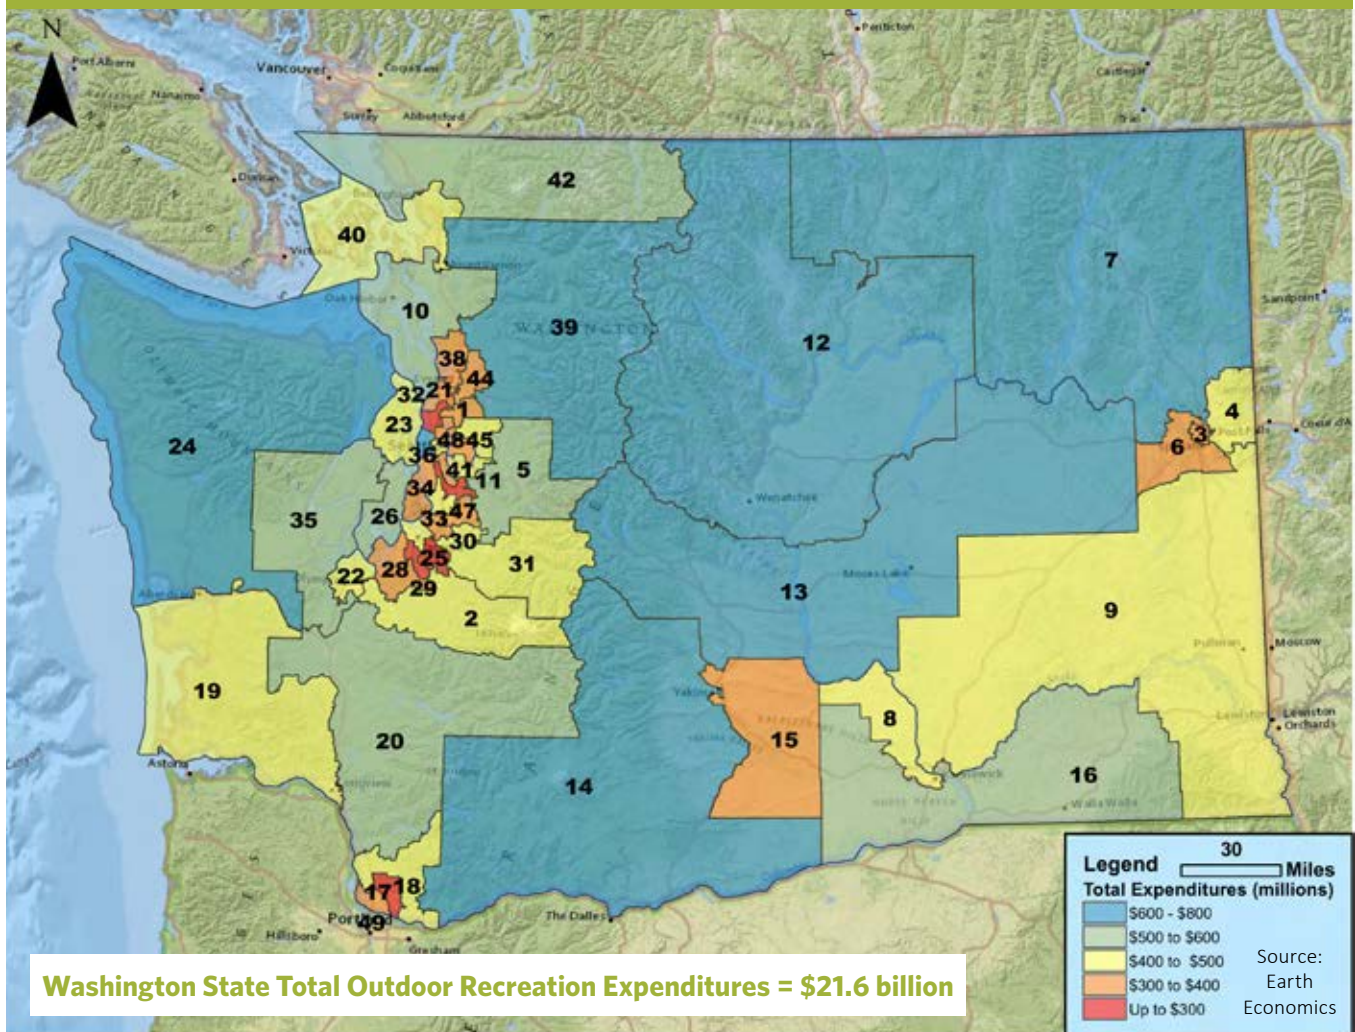 N
Port Alberni
Nanaimo
Vancouver
Coquitlam
Surrey
Abbotsford
Duncan
Penticton
Castlegar
Trail
42
40
7
10
39
WASHINGTON
12
Oak Harbor
Sandpoint
38
44
32
21
1
23
48
45
36
41
11
5
34
47
33
26
35
24
30
25
28
29
22
31
2
4
3
6
Post Falls
Wenatchee
Moses Lake
13
9
Pullman
Moscow
Lewiston
Orchards
19
20
14
Yakima
15
8
16
Walla Walla
Astoria
Longview
17
18
Portland
49
Hillsboro
Gresham
The Dalles
Legend
30
Miles
Total Expenditures (millions)
$600 - $800
$500 to $600
$400 to $500
$300 to $400
Up to $300
Source:
Earth
Economics
Washington State Total Outdoor Recreation Expenditures = $21.6 billion